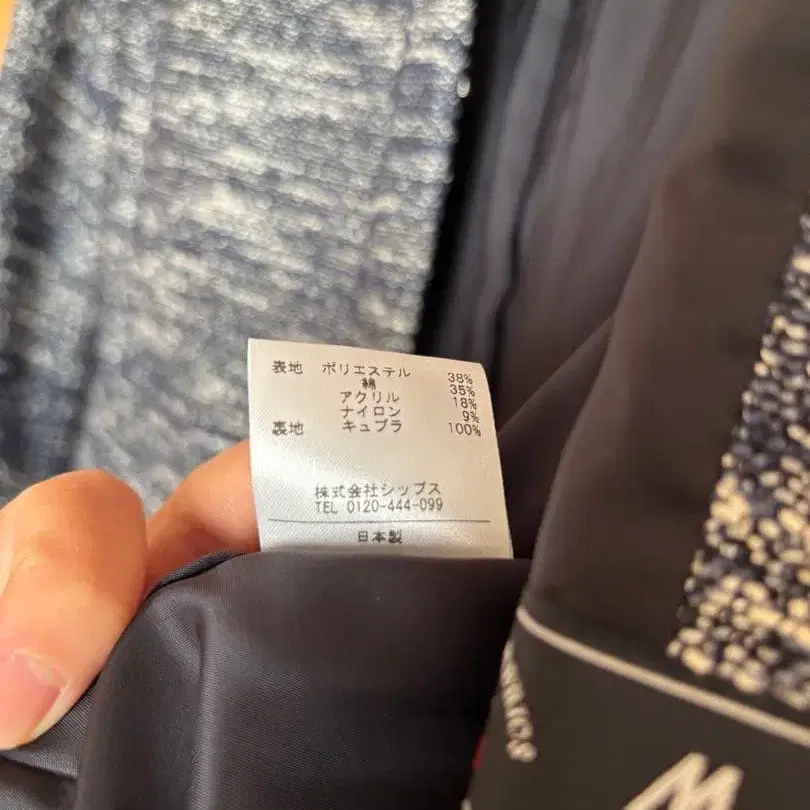 表地 ポリエステル 38%
綿 35%
アクリル 18%
ナイロン 9%
表地 キュプラ 100%
株式会社シップス
TEL 0120-444-099
日本製
W